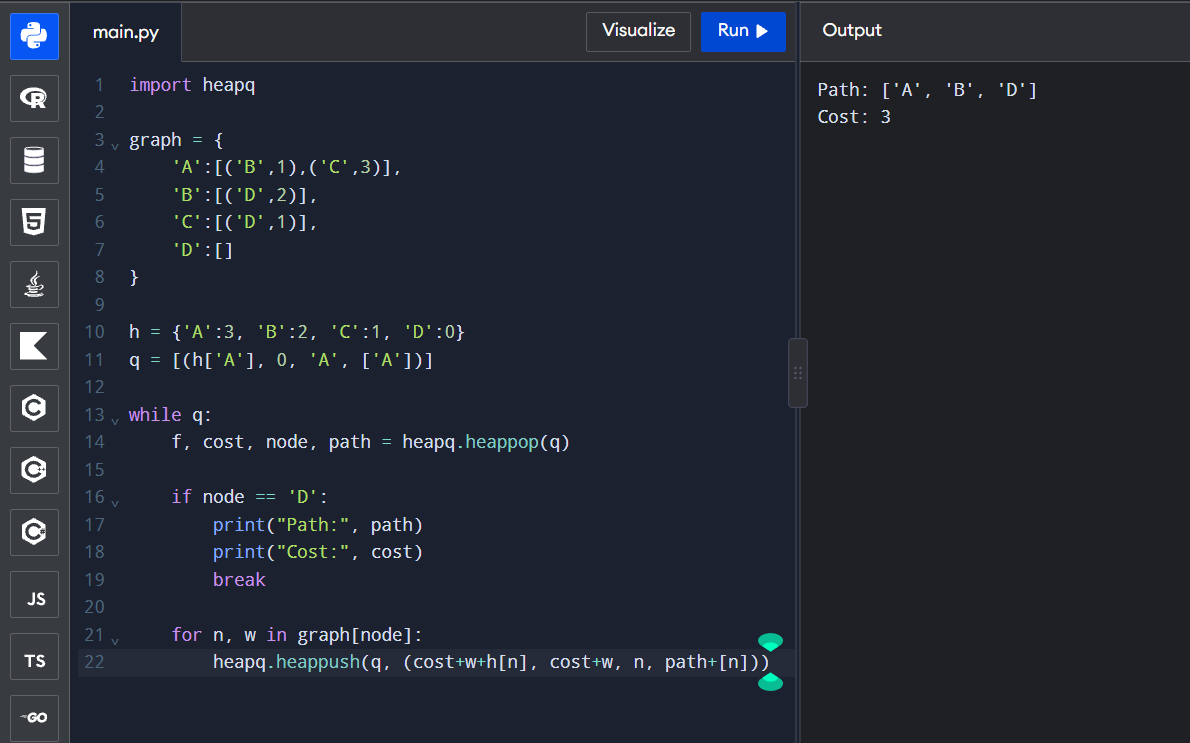 main.py
Visualize
Run
Output
1 import heapq
2
3 graph = {
4     'A':[('B',1),('C',3)],
5     'B':[('D',2)],
6     'C':[('D',1)],
7     'D':[]
8 }
9
10 h = {'A':3, 'B':2, 'C':1, 'D':0}
11 q = [(h['A'], 0, 'A', ['A'])]
12
13 while q:
14     f, cost, node, path = heapq.heappop(q)
15
16     if node == 'D':
17         print("Path:", path)
18         print("Cost:", cost)
19         break
20
21     for n, w in graph[node]:
22         heapq.heappush(q, (cost+w+h[n], cost+w, n, path+[n]))
Path: ['A', 'B', 'D']
Cost: 3
R
5
C
C++
C#
JS
TS
GO